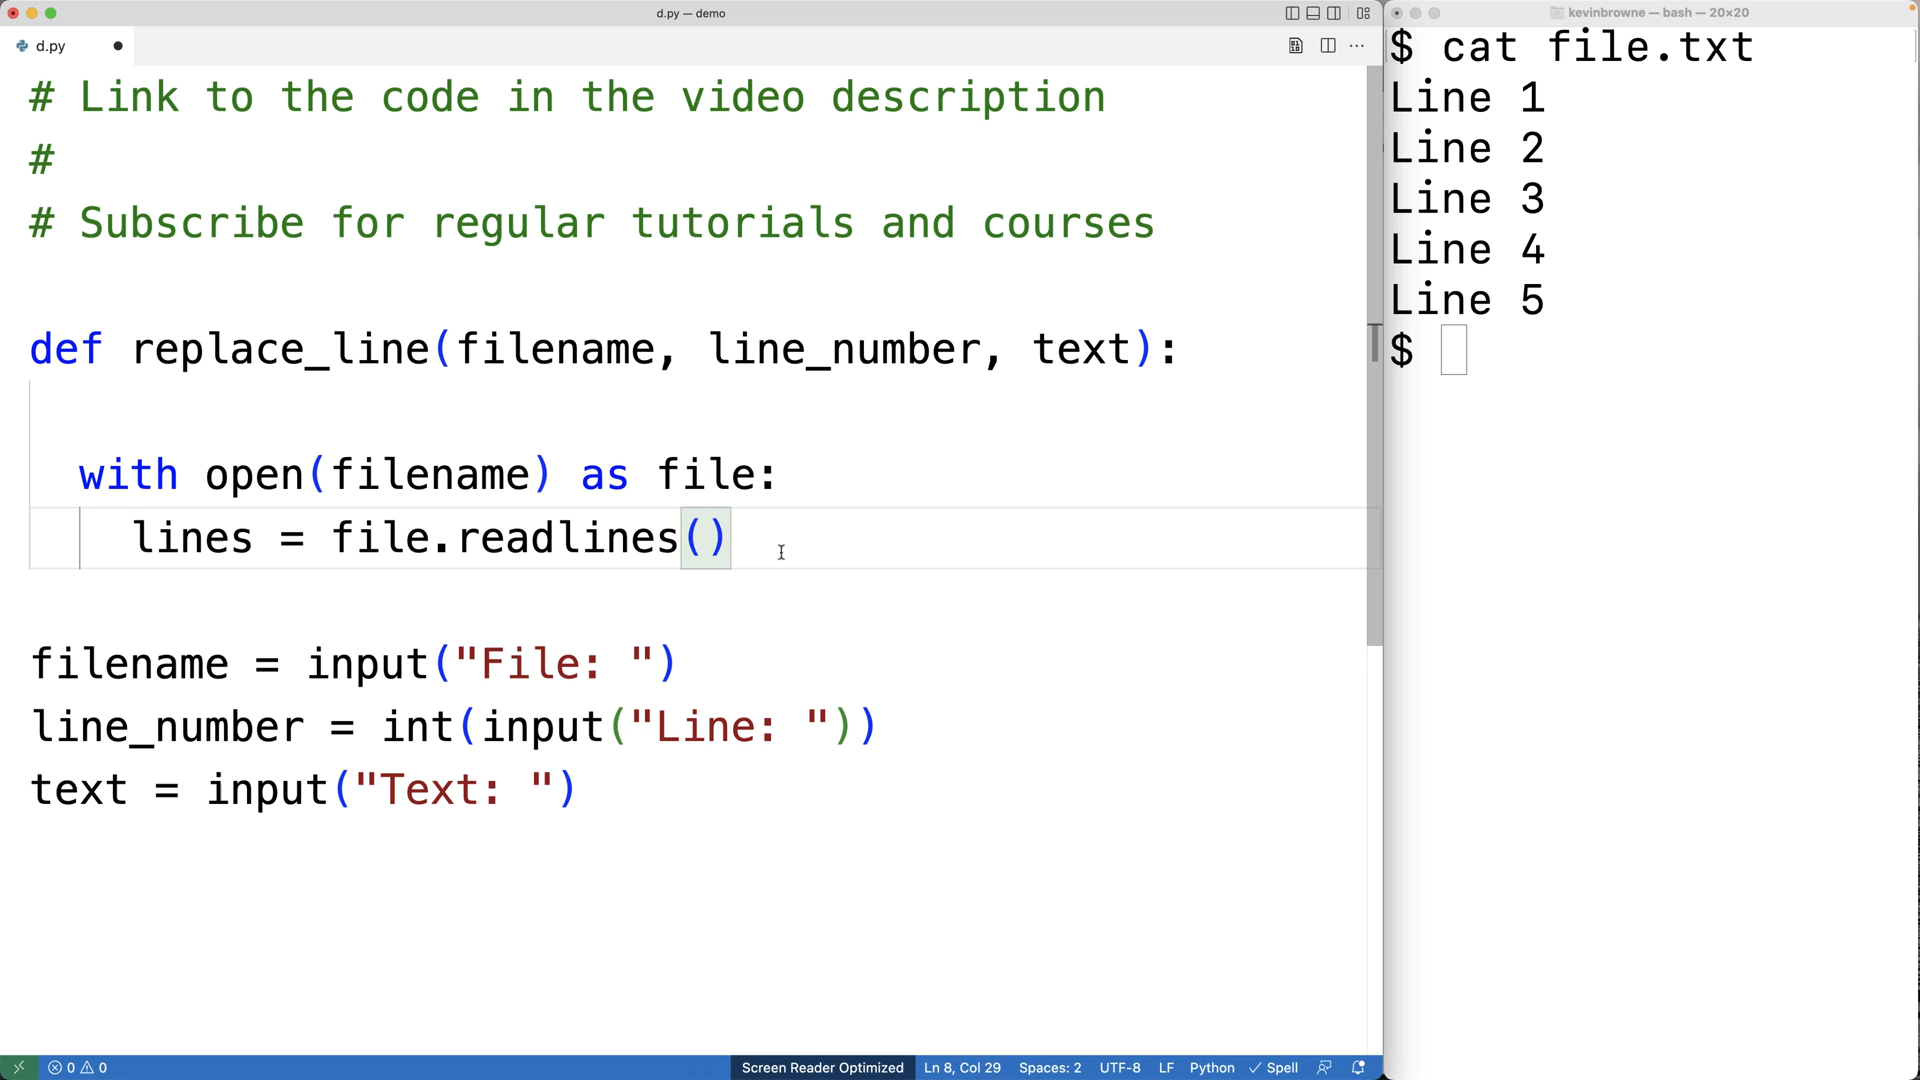 d.py — demo
d.py
# Link to the code in the video description
#
# Subscribe for regular tutorials and courses
def replace_line(filename, line_number, text):
with open(filename) as file:
lines = file.readlines()
filename = input("File: ")
line_number = int(input("Line: "))
text = input("Text: ")
0 0
Screen Reader Optimized
Ln 8, Col 29
Spaces: 2
UTF-8
LF
Python
Spell
kevinbrowne — bash — 20×20
$ cat file.txt
Line 1
Line 2
Line 3
Line 4
Line 5
$